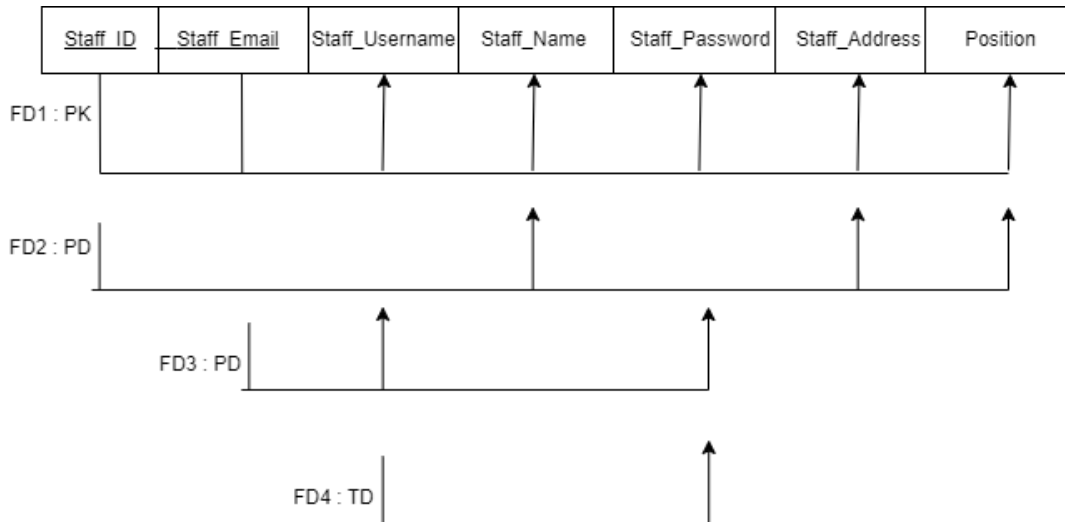 Staff_ID Staff_Email Staff_Username Staff_Name Staff_Password Staff_Address Position
FD1 : PK
FD2 : PD
FD3 : PD
FD4 : TD